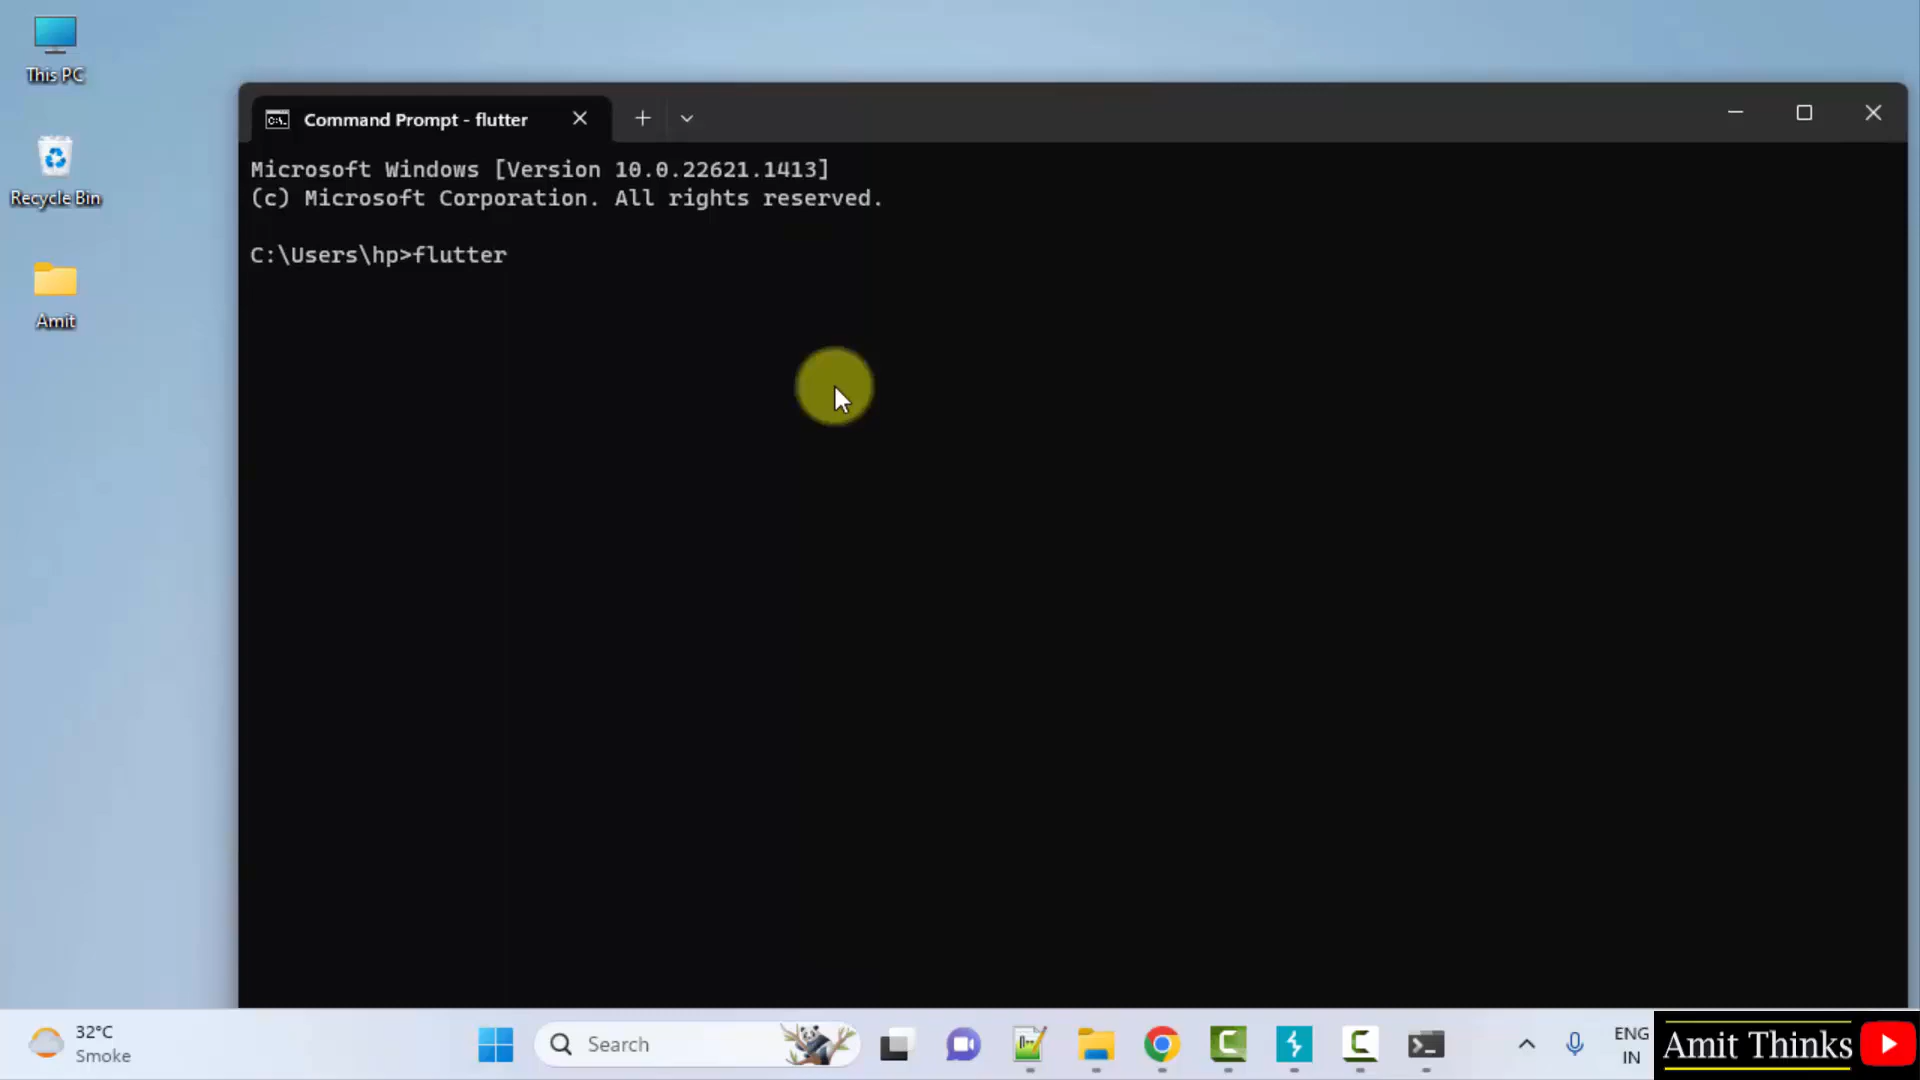 This PC
Recycle Bin
Amit
Command Prompt - flutter
Microsoft Windows [Version 10.0.22621.1413]
(c) Microsoft Corporation. All rights reserved.
C:\Users\hp>flutter
32°C
Smoke
Search
ENG
IN
Amit Thinks